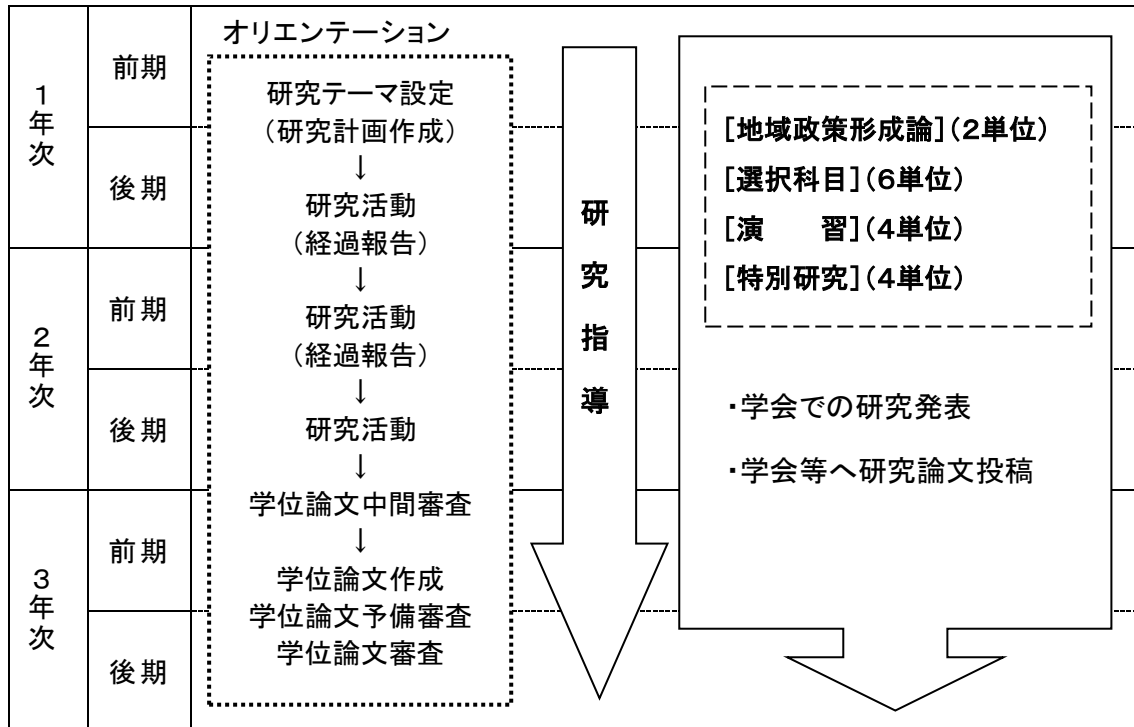 1年次
前期
後期
2年次
前期
後期
3年次
前期
後期
オリエンテーション
研究テーマ設定
(研究計画作成)
↓
研究活動
(経過報告)
↓
研究活動
(経過報告)
↓
研究活動
↓
学位論文中間審査
↓
学位論文作成
学位論文予備審査
学位論文審査
研究指導
[地域政策形成論](2単位)
[選択科目](6単位)
[演　　習](4単位)
[特別研究](4単位)
・学会での研究発表
・学会等へ研究論文投稿